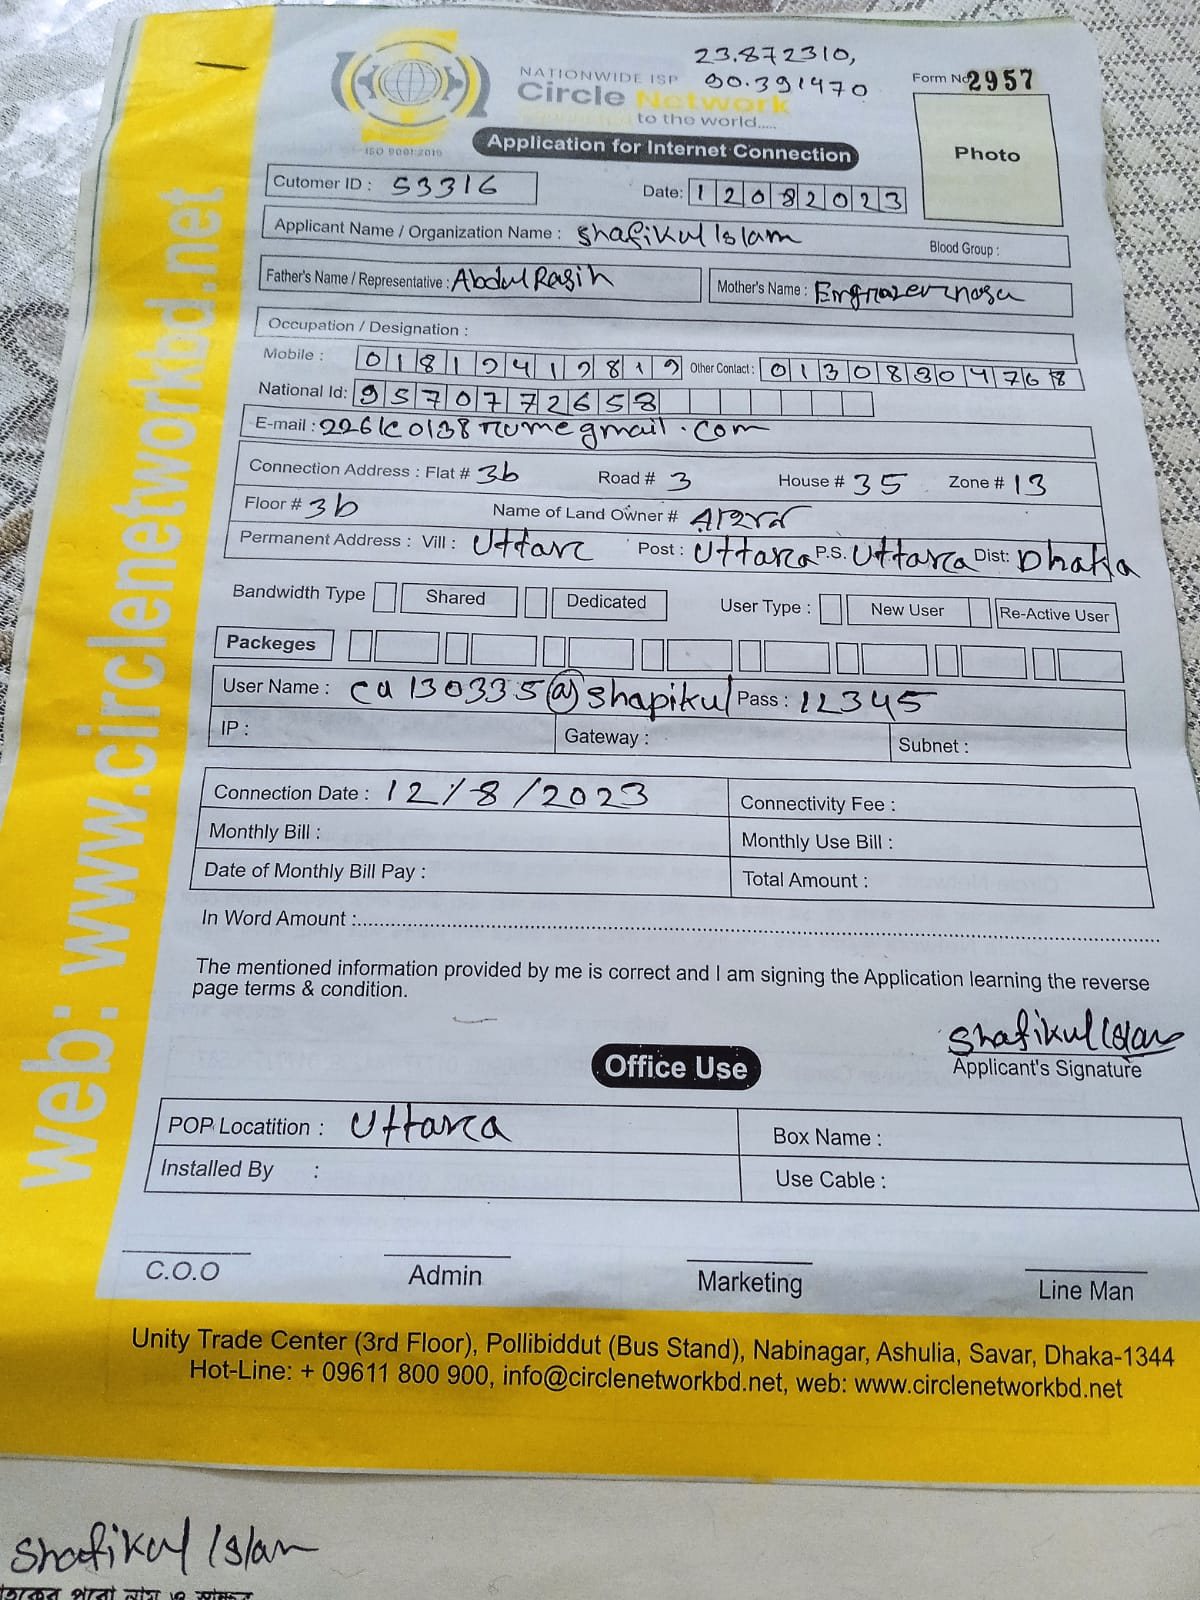 23.872310,
90.391470
NATIONWIDE ISP
Circle Network
to the world.....
ISO 9001:2015
Form No 2957
Photo
Application for Internet Connection
Cutomer ID : 53316
Date: 12082023
Applicant Name / Organization Name : Shafikul Islam
Blood Group :
Father's Name / Representative : Abdul Rasih
Mother's Name :
Occupation / Designation :
Mobile :
Other Contact : 01308304768
National Id: 9570772658
E-mail :
Connection Address : Flat # 3b Road # 3 House # 35 Zone # 13
Floor # 3b Name of Land Owner #
Permanent Address : Vill : Uttara Post : Uttara P.S. Uttara Dist: Dhaka
Bandwidth Type Shared Dedicated User Type : New User Re-Active User
Packeges
User Name : ca130335@shapikul Pass : 12345
IP : Gateway : Subnet :
Connection Date : 12/8/2023 Connectivity Fee :
Monthly Bill : Monthly Use Bill :
Date of Monthly Bill Pay : Total Amount :
In Word Amount :
The mentioned information provided by me is correct and I am signing the Application learning the reverse
page terms & condition.
Shafikul Islam
Applicant's Signature
Office Use
POP Locatition : Uttara Box Name :
Installed By : Use Cable :
C.O.O Admin Marketing Line Man
Unity Trade Center (3rd Floor), Pollibiddut (Bus Stand), Nabinagar, Ashulia, Savar, Dhaka-1344
Hot-Line: + 09611 800 900, info@circlenetworkbd.net, web: www.circlenetworkbd.net
web: www.circlenetworkbd.net
Shafikul Islam